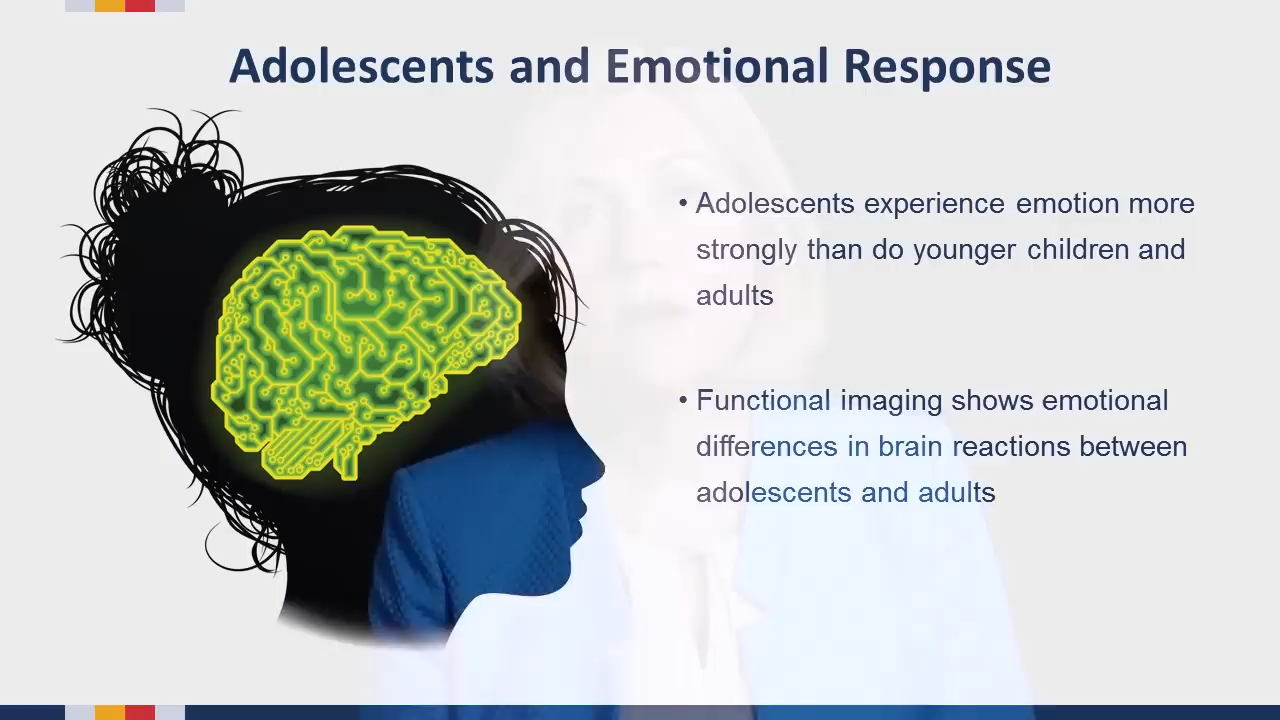 Adolescents and Emotional Response
• Adolescents experience emotion more
strongly than do younger children and
adults
• Functional imaging shows emotional
differences in brain reactions between
adolescents and adults